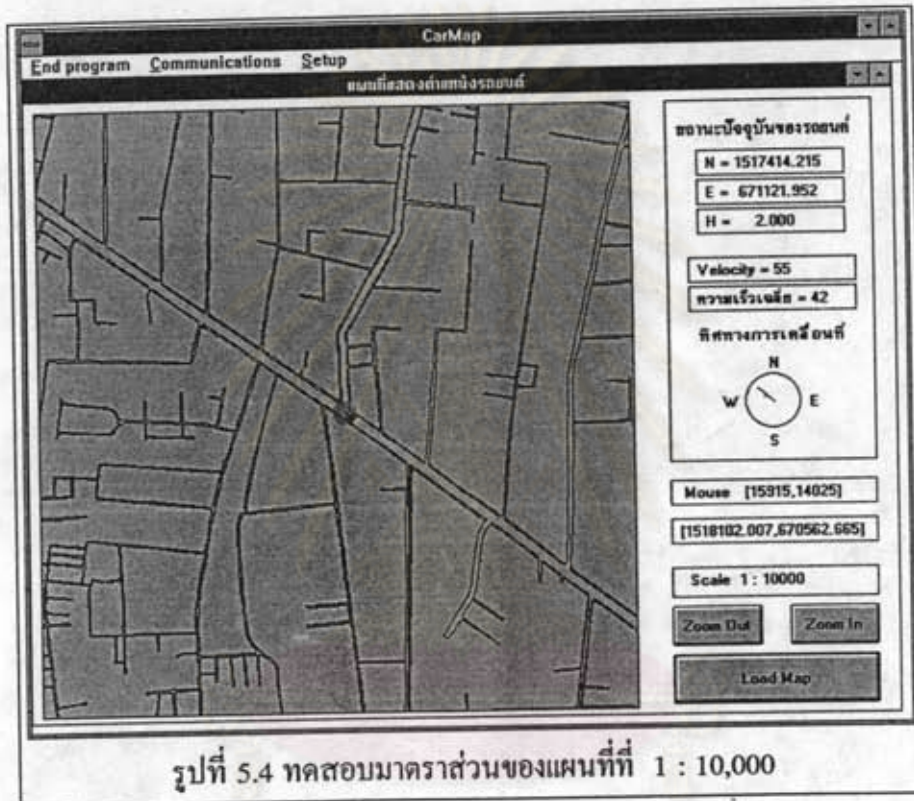 CarMap
End program Communications Setup
แผนที่แสดงตำแหน่งรถยนต์
สถานะปัจจุบันของรถยนต์
N = 1517414.215
E = 671121.952
H = 2.000
Velocity = 55
ความเร็วเฉลี่ย = 42
ทิศทางการเคลื่อนที่
N
W E
S
Mouse [15915,14025]
[1518102.007,670562.665]
Scale 1 : 10000
Zoom Out Zoom In
Load Map
รูปที่ 5.4 ทดสอบมาตราส่วนของแผนที่ที่ 1 : 10,000